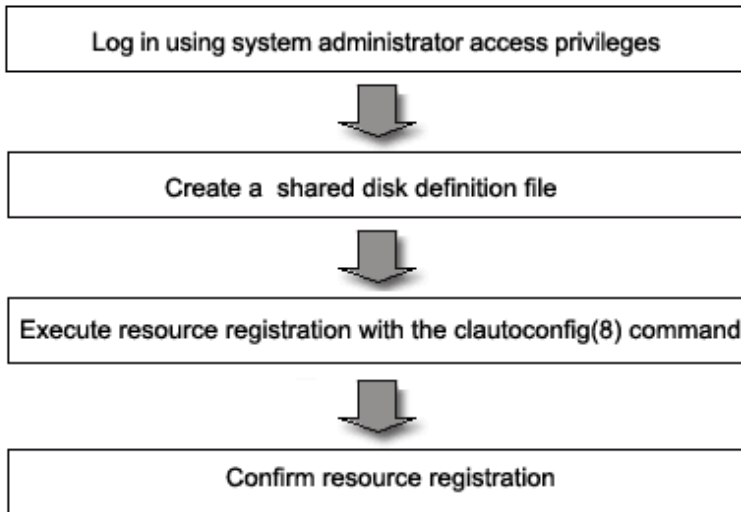 Log in using system administrator access privileges
Create a shared disk definition file
Execute resource registration with the clautoconfig(8) command
Confirm resource registration